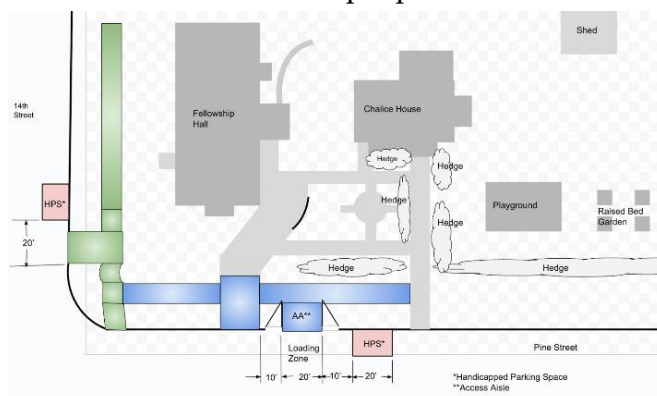 Shed
Fellowship
Hall
Chalice House
14th
Street
Hedge
Hedge
HPS*
Hedge
Playground
Raised Bed
Garden
Hedge
20'
Hedge
Hedge
AA**
Loading
Zone
HPS*
Pine Street
10'
20'
10'
20'
*Handicapped Parking Space
**Access Aisle